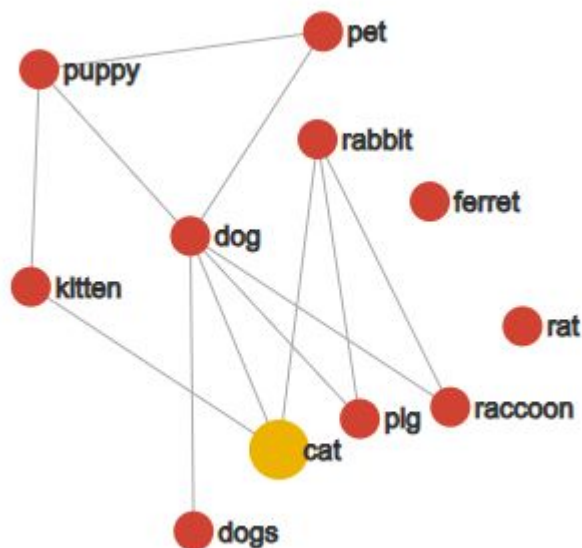 pet
puppy
rabbit
ferret
dog
kitten
rat
raccoon
pig
cat
dogs